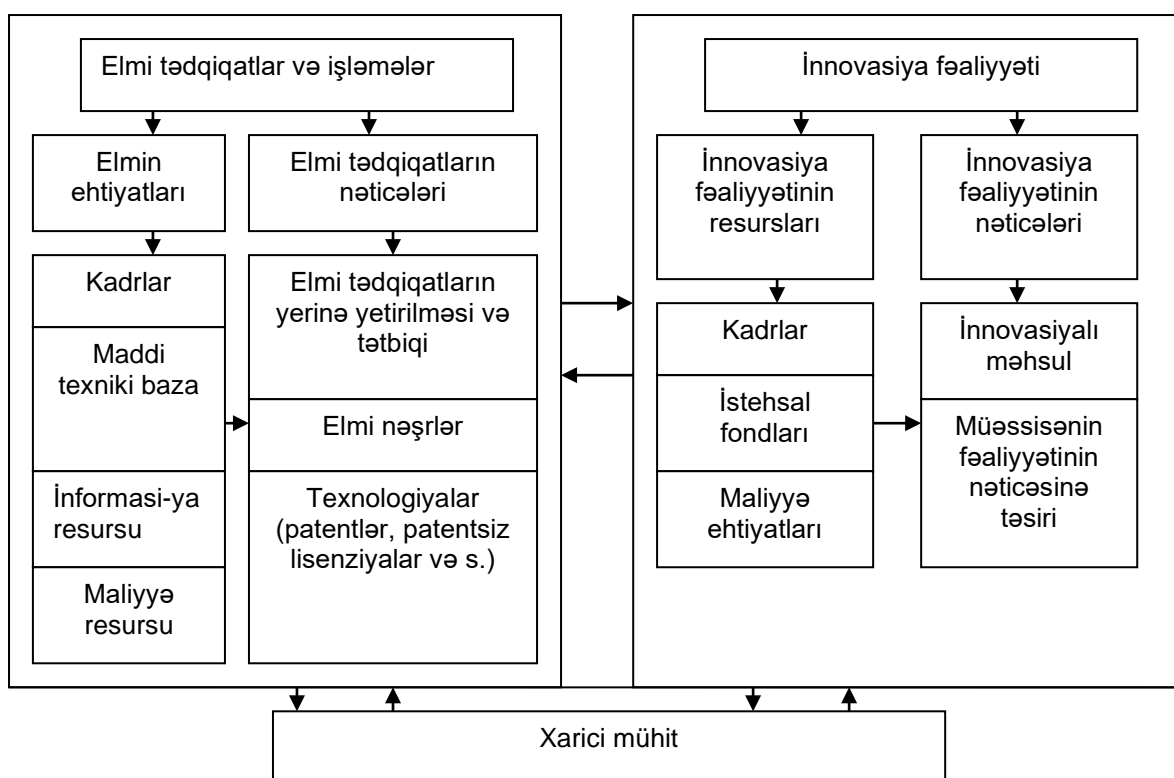 Elmi tədqiqatlar və işləmələr
Elmin
ehtiyatları
Elmi tədqiqatların
nəticələri
Kadrlar
Maddi
texniki baza
İnformasi-ya
resursu
Maliyyə
resursu
Elmi tədqiqatların
yerinə yetirilməsi və
tətbiqi
Elmi nəşrlər
Texnologiyalar
(patentlər, patentsiz
lisenziyalar və s.)
İnnovasiya fəaliyyəti
İnnovasiya
fəaliyyətinin
resursları
İnnovasiya
fəaliyyətinin
nəticələri
Kadrlar
İstehsal
fondları
Maliyyə
ehtiyatları
İnnovasiyalı
məhsul
Müəssisənin
fəaliyyətinin
nəticəsinə
təsiri
Xarici mühit